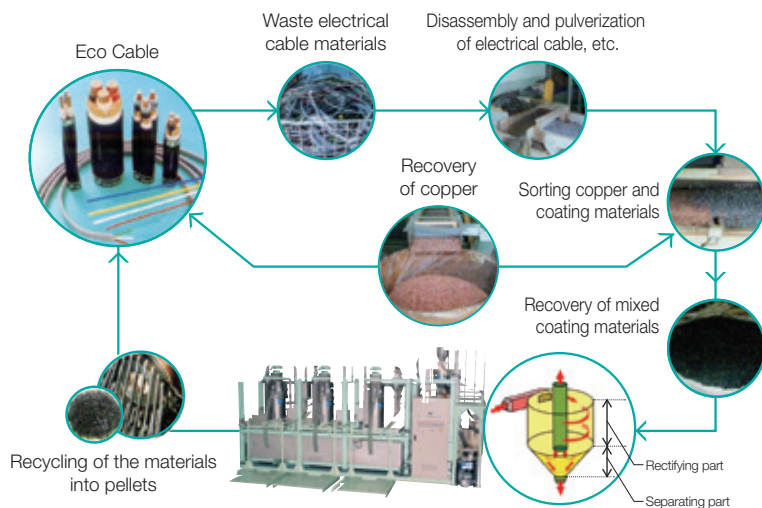 Eco Cable
Waste electrical
cable materials
Disassembly and pulverization
of electrical cable, etc.
Recovery
of copper
Sorting copper and
coating materials
Recovery of mixed
coating materials
Rectifying part
Separating part
Recycling of the materials
into pellets